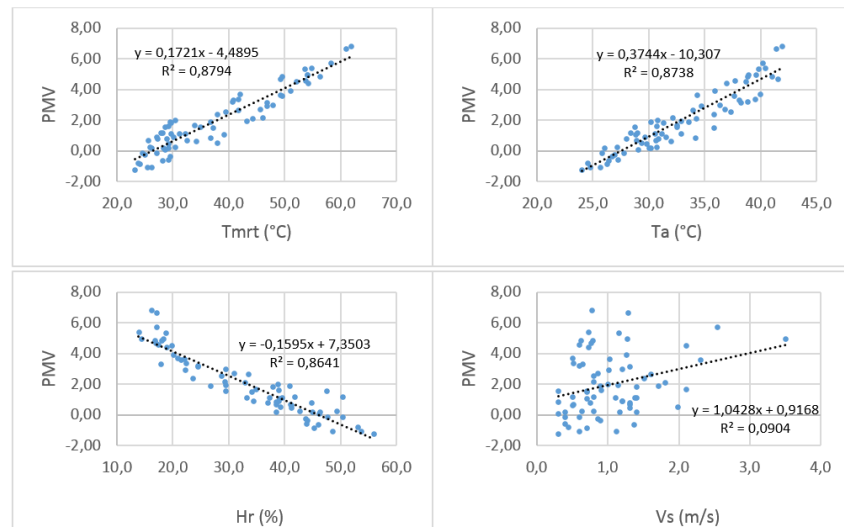 8,00
6,00
4,00
2,00
0,00
-2,00
PMV
y = 0,1721x - 4,4895
R² = 0,8794
20,0 30,0 40,0 50,0 60,0 70,0
Tmrt (°C)
8,00
6,00
4,00
2,00
0,00
-2,00
PMV
y = 0,3744x - 10,307
R² = 0,8738
20,0 25,0 30,0 35,0 40,0 45,0
Ta (°C)
8,00
6,00
4,00
2,00
0,00
-2,00
PMV
y = -0,1595x + 7,3503
R² = 0,8641
10,0 20,0 30,0 40,0 50,0 60,0
Hr (%)
8,00
6,00
4,00
2,00
0,00
-2,00
PMV
y = 1,0428x + 0,9168
R² = 0,0904
0,0 1,0 2,0 3,0 4,0
Vs (m/s)